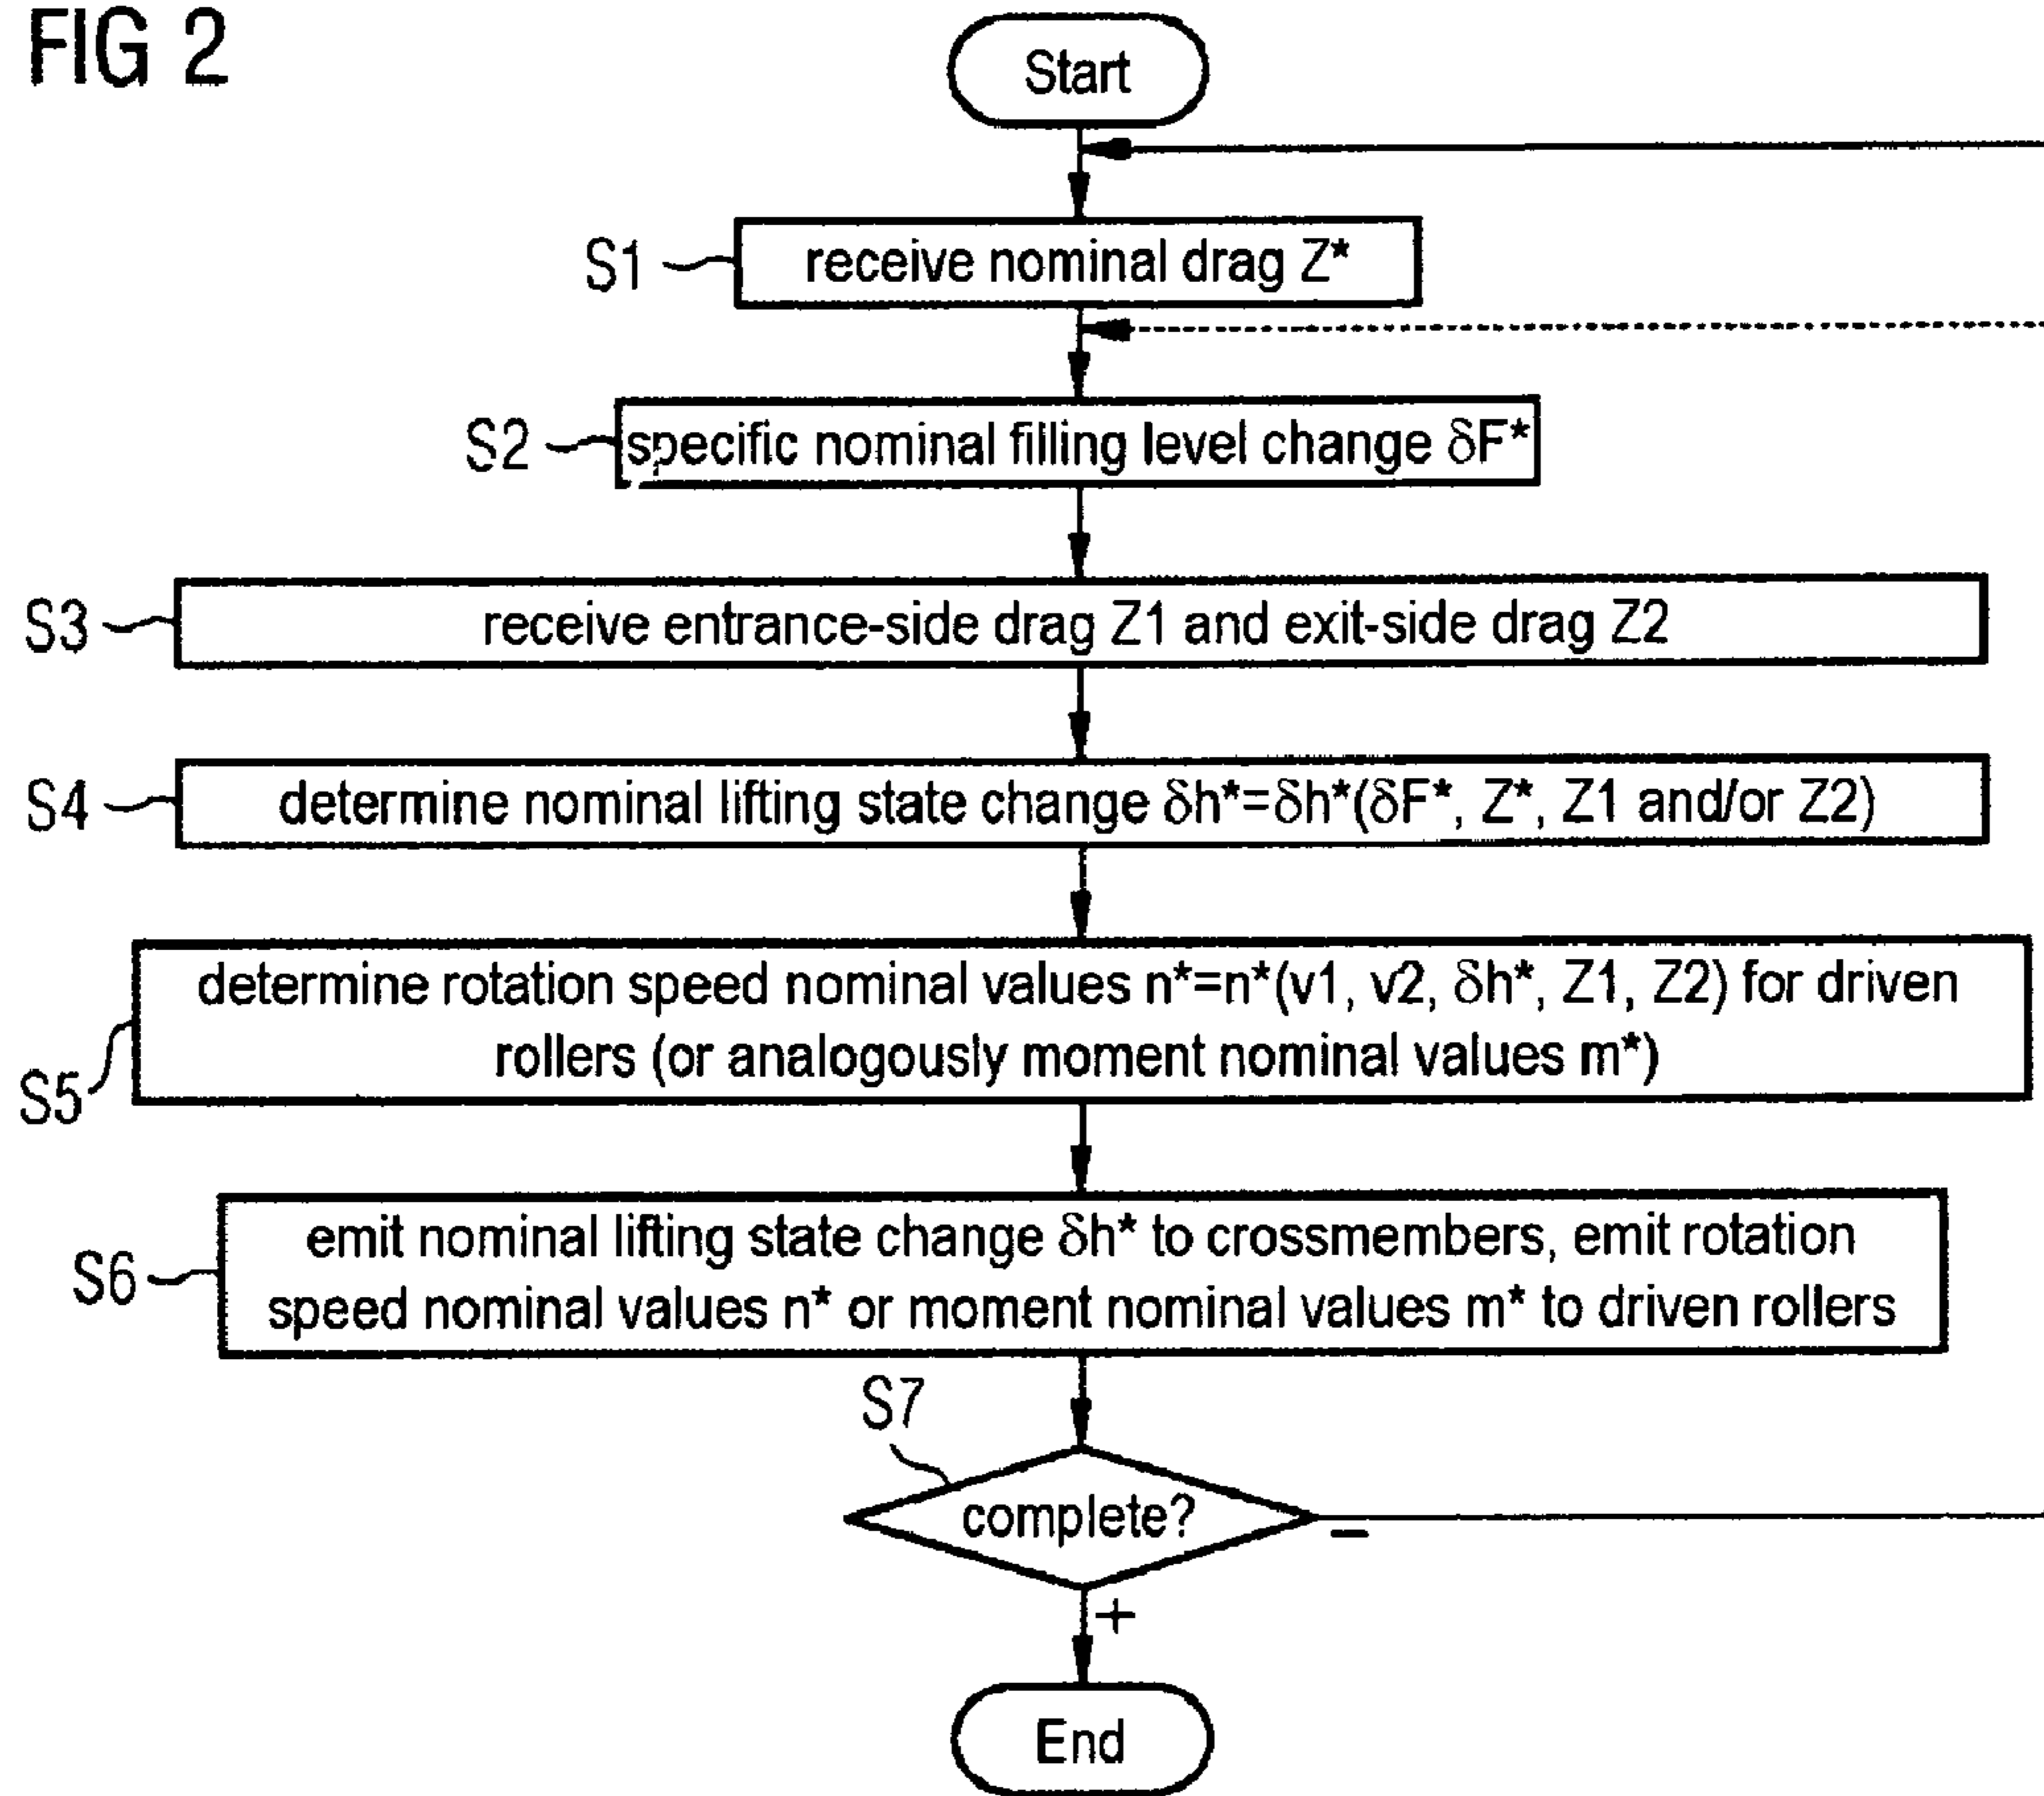 FIG 2
Start
S1
receive nominal drag Z*
S2
specific nominal filling level change δF*
S3
receive entrance-side drag Z1 and exit-side drag Z2
S4
determine nominal lifting state change δh*=δh*(δF*, Z*, Z1 and/or Z2)
S5
determine rotation speed nominal values n*=n*(v1, v2, δh*, Z1, Z2) for driven
rollers (or analogously moment nominal values m*)
S6
emit nominal lifting state change δh* to crossmembers, emit rotation
speed nominal values n* or moment nominal values m* to driven rollers
S7
complete?
–
+
End